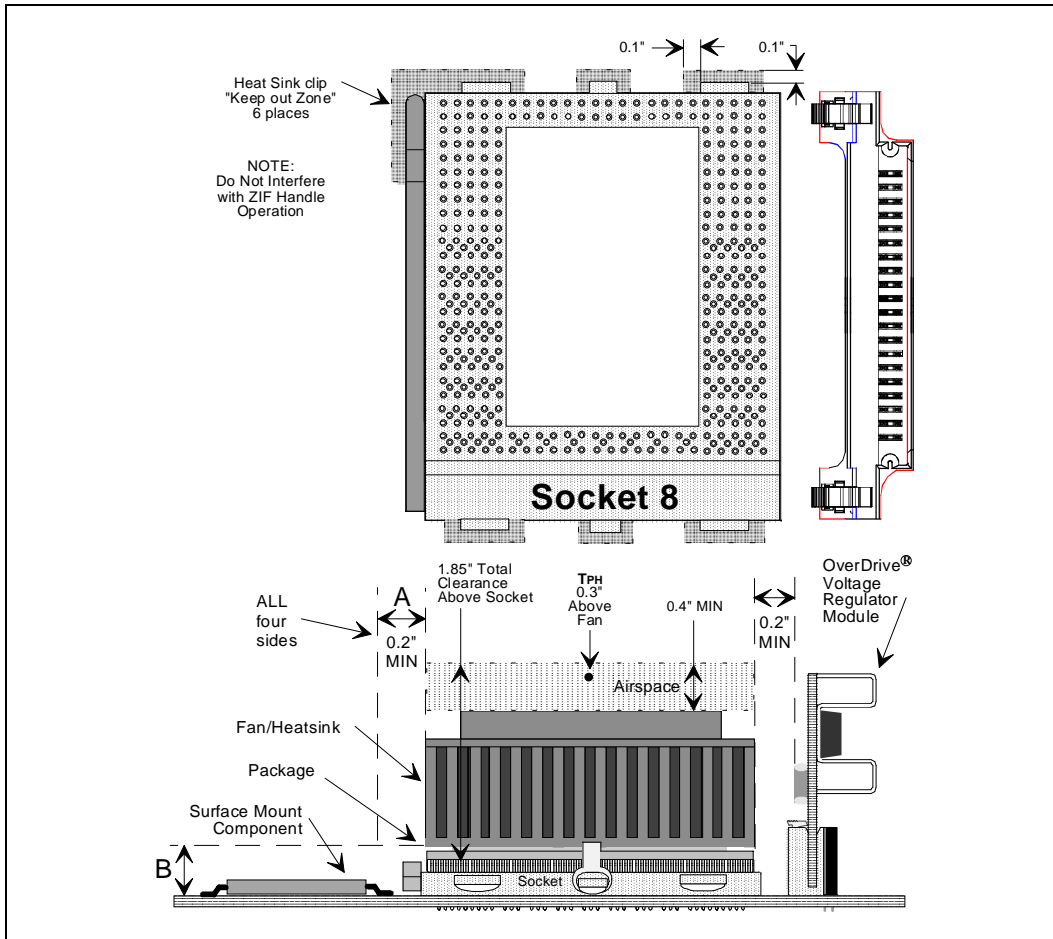 0.1"
0.1"
Heat Sink clip
"Keep out Zone"
6 places
NOTE:
Do Not Interfere
with ZIF Handle
Operation
Socket 8
1.85" Total
Clearance
Above Socket
TPH
0.3"
Above
Fan
0.4" MIN
OverDrive®
Voltage
Regulator
Module
ALL
four
sides
A
0.2"
MIN
0.2"
MIN
Airspace
Fan/Heatsink
Package
Surface Mount
Component
B
Socket